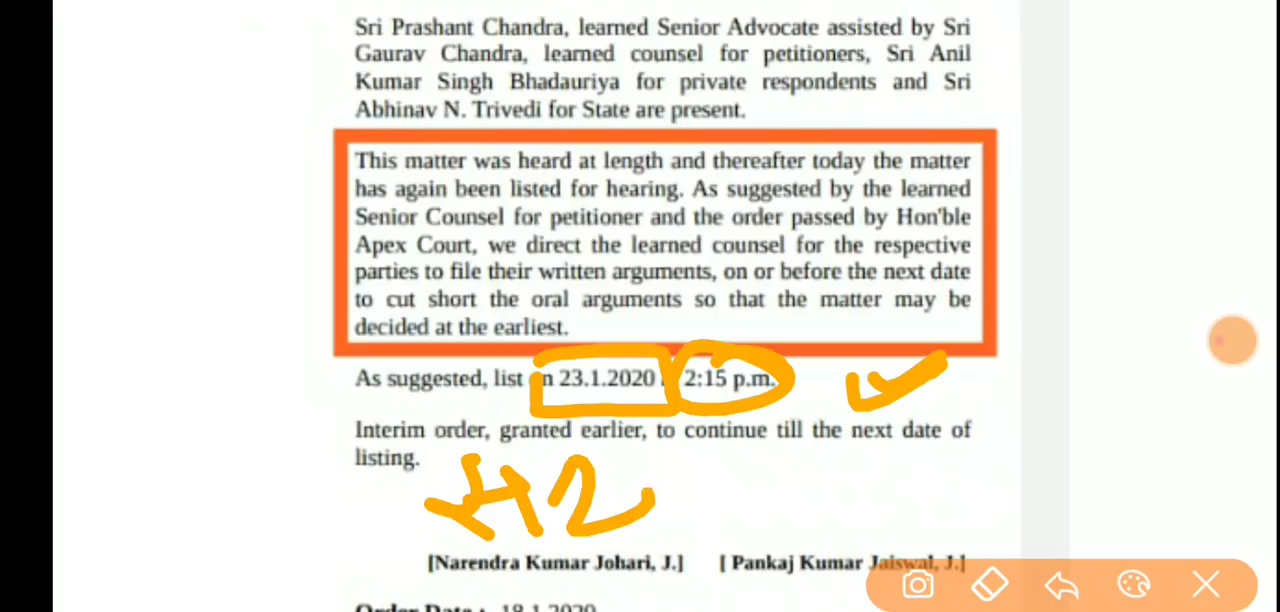 Sri Prashant Chandra, learned Senior Advocate assisted by Sri
Gaurav Chandra, learned counsel for petitioners, Sri Anil
Kumar Singh Bhadauriya for private respondents and Sri
Abhinav N. Trivedi for State are present.
This matter was heard at length and thereafter today the matter
has again been listed for hearing. As suggested by the learned
Senior Counsel for petitioner and the order passed by Hon'ble
Apex Court, we direct the learned counsel for the respective
parties to file their written arguments, on or before the next date
to cut short the oral arguments so that the matter may be
decided at the earliest.
As suggested, list n 23.1.2020 2:15 p.m.
Interim order, granted earlier, to continue till the next date of
listing.
[Narendra Kumar Johari, J.] [ Pankaj Kumar Jaiswal, J.]
Order Date : 18.1.2020